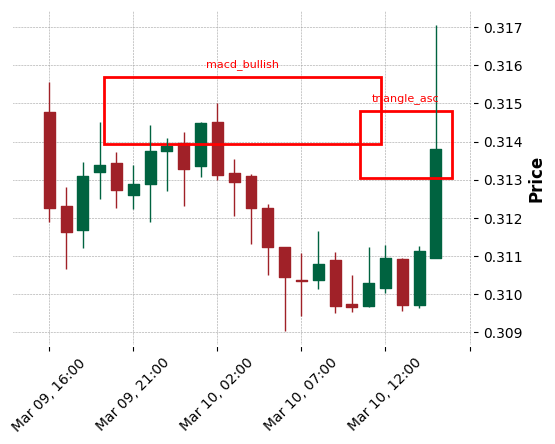 macd_bullish
triangle_asc
0.317
0.316
0.315
0.314
0.313
0.312
0.311
0.310
0.309
Price
Mar 09, 16:00
Mar 09, 21:00
Mar 10, 02:00
Mar 10, 07:00
Mar 10, 12:00